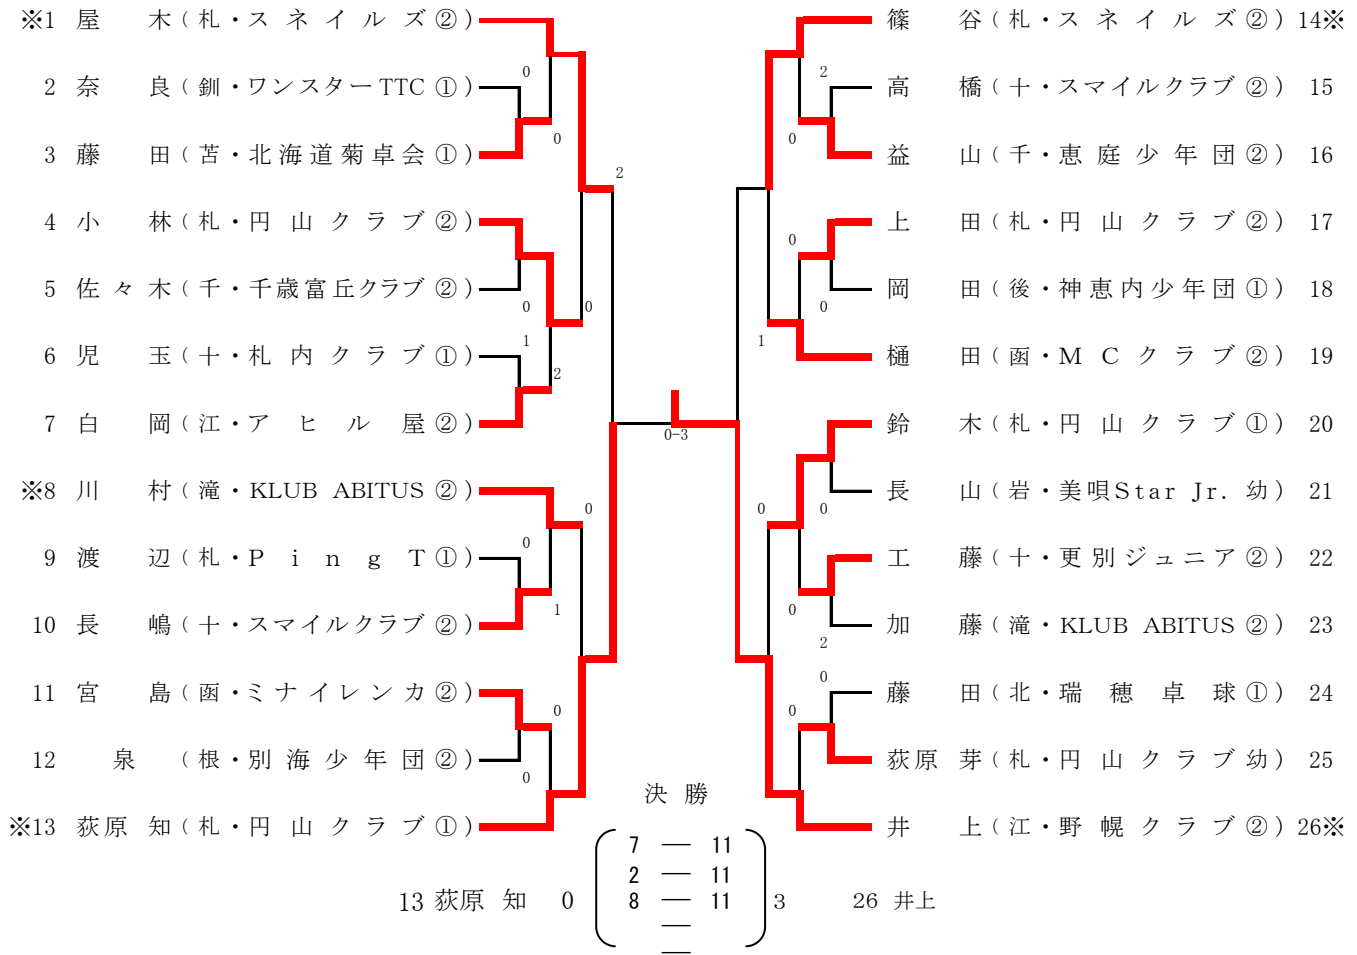 ※1 屋 木（札・スネイルズ②）
2 奈 良（釧・ワンスターTTC①）
3 藤 田（苫・北海道菊卓会①）
4 小 林（札・円山クラブ②）
5 佐々木（千・千歳富丘クラブ②）
6 児 玉（十・札内クラブ①）
7 白 岡（江・アヒル屋②）
※8 川 村（滝・KLUB ABITUS②）
9 渡 辺（札・PingT①）
10 長 嶋（十・スマイルクラブ②）
11 宮 島（函・ミナイレンカ②）
12 泉 （根・別海少年団②）
※13 荻原 知（札・円山クラブ①）
0
0
2
0
0
1
2
0
0
1
0
0
2
0
0
0
1
0
0
0
2
0
0
0-3
篠 谷（札・スネイルズ②）14※
高 橋（十・スマイルクラブ②）15
益 山（千・恵庭少年団②）16
上 田（札・円山クラブ②）17
岡 田（後・神恵内少年団①）18
樋 田（函・MCクラブ②）19
鈴 木（札・円山クラブ①）20
長 山（岩・美唄Star Jr. 幼）21
工 藤（十・更別ジュニア②）22
加 藤（滝・KLUB ABITUS②）23
藤 田（北・瑞穂卓球①）24
荻原 芽（札・円山クラブ幼）25
井 上（江・野幌クラブ②）26※
決 勝
7 ― 11
2 ― 11
13 荻原 知 0 8 ― 11 3 26 井上
―
―